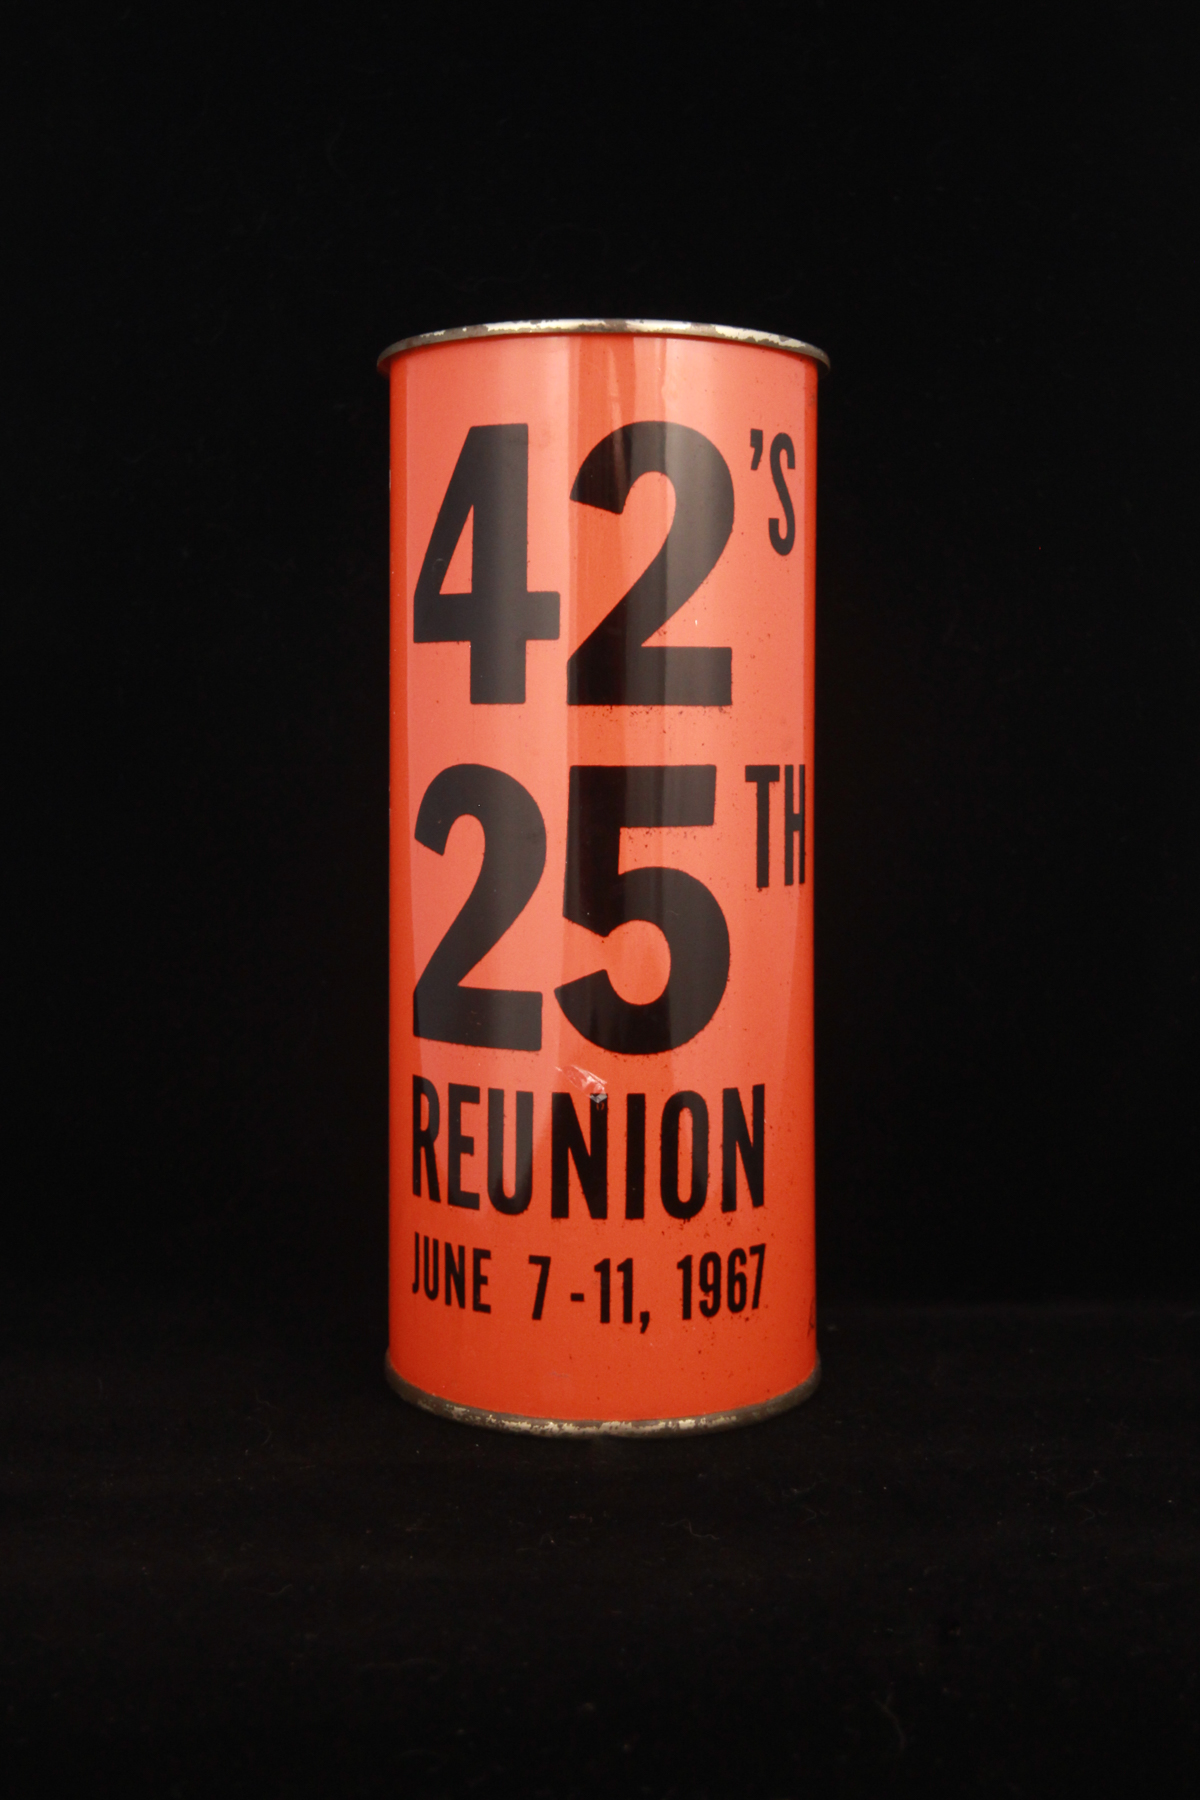 42'S
25TH
REUNION
JUNE 7-11, 1967